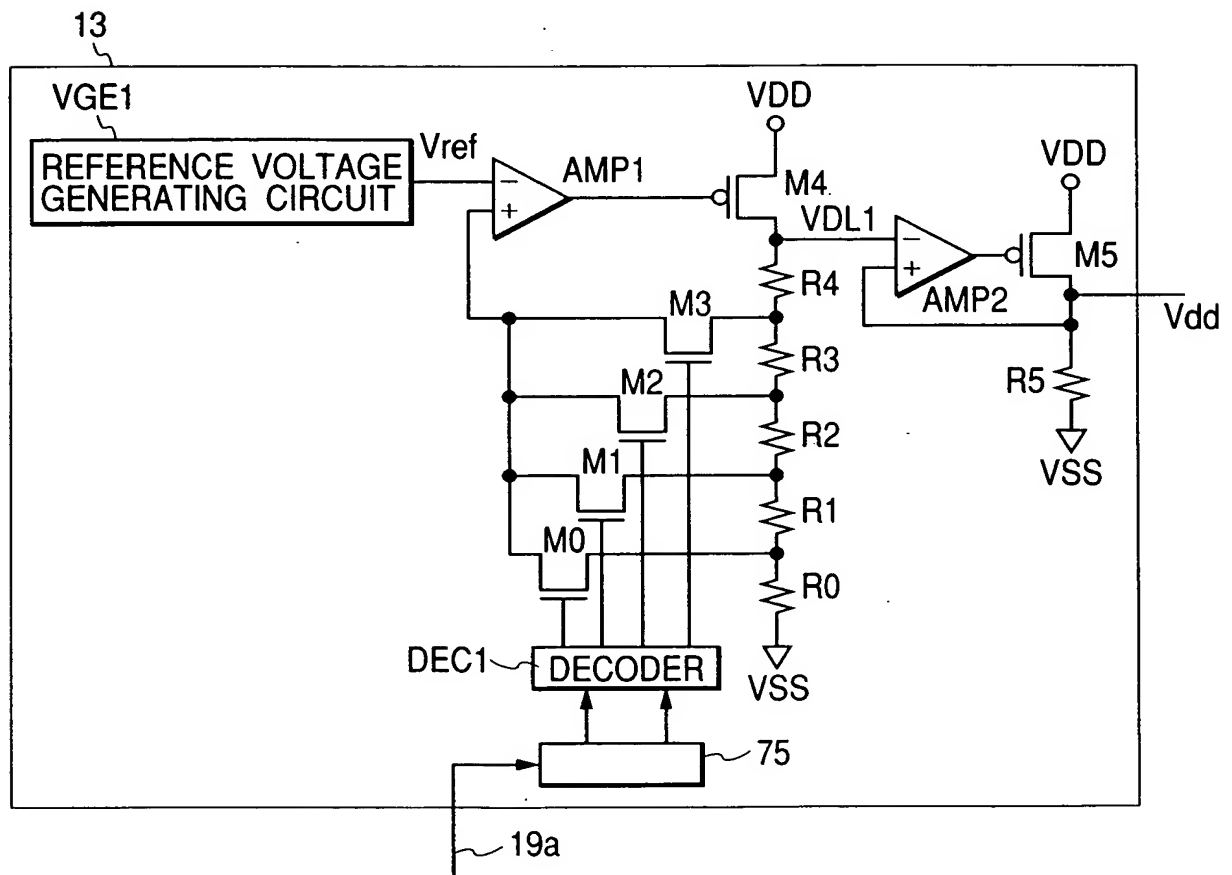 13
VGE1
REFERENCE VOLTAGE
GENERATING CIRCUIT
Vref
−
+
AMP1
VDD
M4
VDL1
−
+
AMP2
VDD
M5
Vdd
R5
VSS
R4
M3
R3
M2
R2
M1
R1
M0
R0
VSS
DEC1
DECODER
75
19a